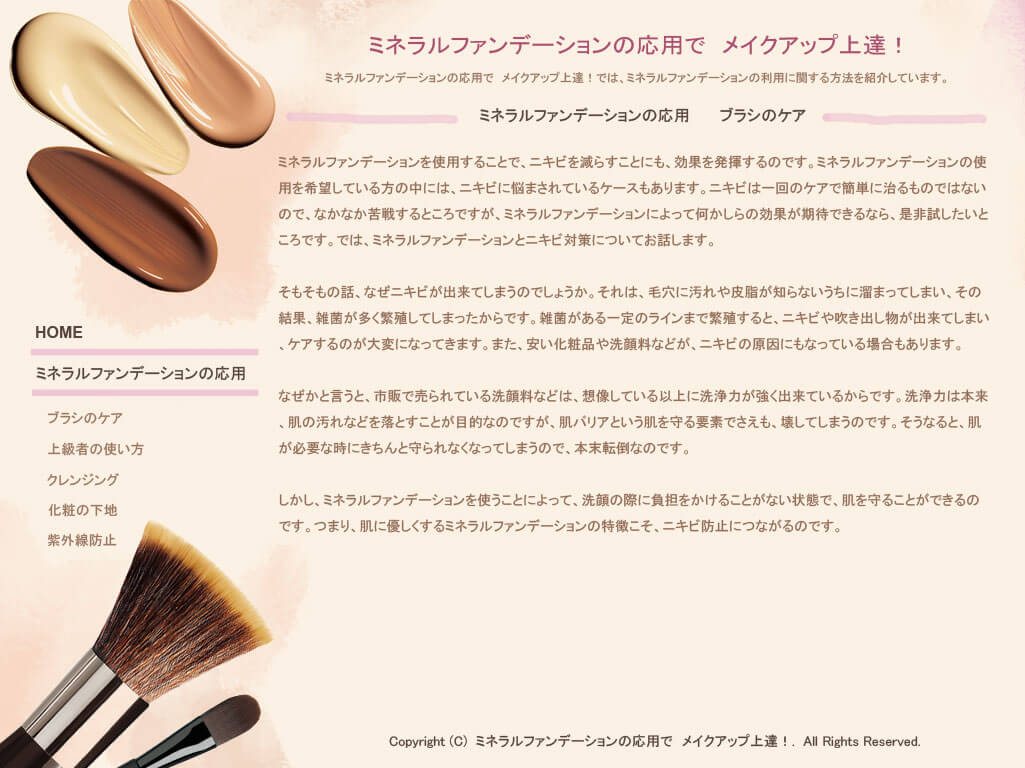 ミネラルファンデーションの応用で　メイクアップ上達！
ミネラルファンデーションの応用で　メイクアップ上達！では、ミネラルファンデーションの利用に関する方法を紹介しています。
ミネラルファンデーションの応用　ブラシのケア
ミネラルファンデーションを使用することで、ニキビを減らすことにも、効果を発揮するのです。ミネラルファンデーションの使
用を希望している方の中には、ニキビに悩まされているケースもあります。ニキビは一回のケアで簡単に治るものではない
ので、なかなか苦戦するところですが、ミネラルファンデーションによって何かしらの効果が期待できるなら、是非試したいと
ころです。では、ミネラルファンデーションとニキビ対策についてお話します。
そもそもの話、なぜニキビが出来てしまうのでしょうか。それは、毛穴に汚れや皮脂が知らないうちに溜まってしまい、その
結果、雑菌が多く繁殖してしまったからです。雑菌がある一定のラインまで繁殖すると、ニキビや吹き出し物が出来てしまい
、ケアするのが大変になってきます。また、安い化粧品や洗顔料などが、ニキビの原因にもなっている場合もあります。
なぜかと言うと、市販で売られている洗顔料などは、想像している以上に洗浄力が強く出来ているからです。洗浄力は本来
、肌の汚れなどを落とすことが目的なのですが、肌バリアという肌を守る要素でさえも、壊してしまうのです。そうなると、肌
が必要な時にきちんと守られなくなってしまうので、本末転倒なのです。
しかし、ミネラルファンデーションを使うことによって、洗顔の際に負担をかけることがない状態で、肌を守ることができるの
です。つまり、肌に優しくするミネラルファンデーションの特徴こそ、ニキビ防止につながるのです。
HOME
ミネラルファンデーションの応用
ブラシのケア
上級者の使い方
クレンジング
化粧の下地
紫外線防止
Copyright (C) ミネラルファンデーションの応用で　メイクアップ上達！. All Rights Reserved.